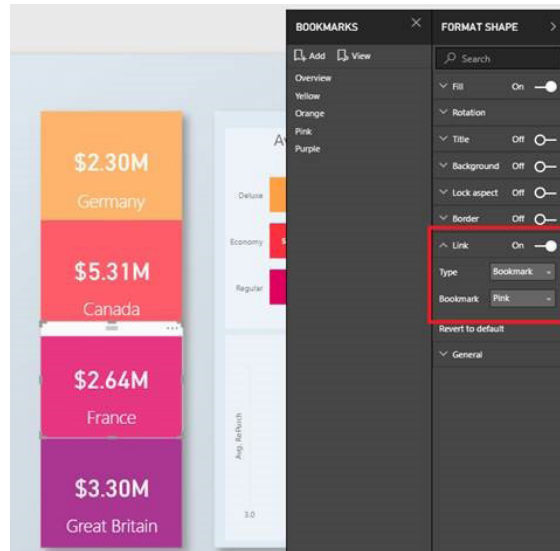 $2.30M
Germany
$5.31M
Canada
$2.64M
France
$3.30M
Great Britain
Deluxe
Economy
Regular
3.0
BOOKMARKS
Add View
Overview
Yellow
Orange
Pink
Purple
FORMAT SHAPE
Search
Fill On
Rotation
Title Off
Background Off
Lock aspect Off
Border Off
Link On
Type Bookmark
Bookmark Pink
Revert to default
General